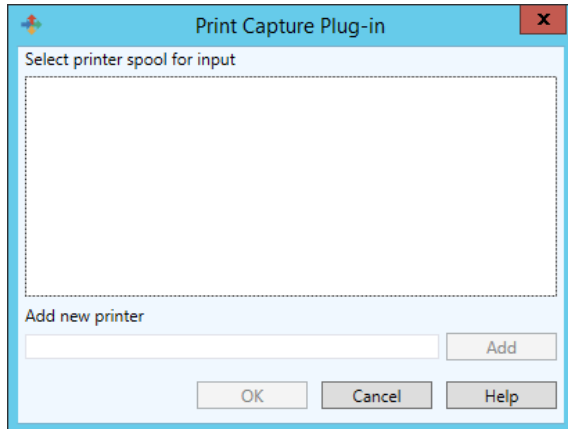 Print Capture Plug-in
x
Select printer spool for input
Add new printer
Add
OK Cancel Help